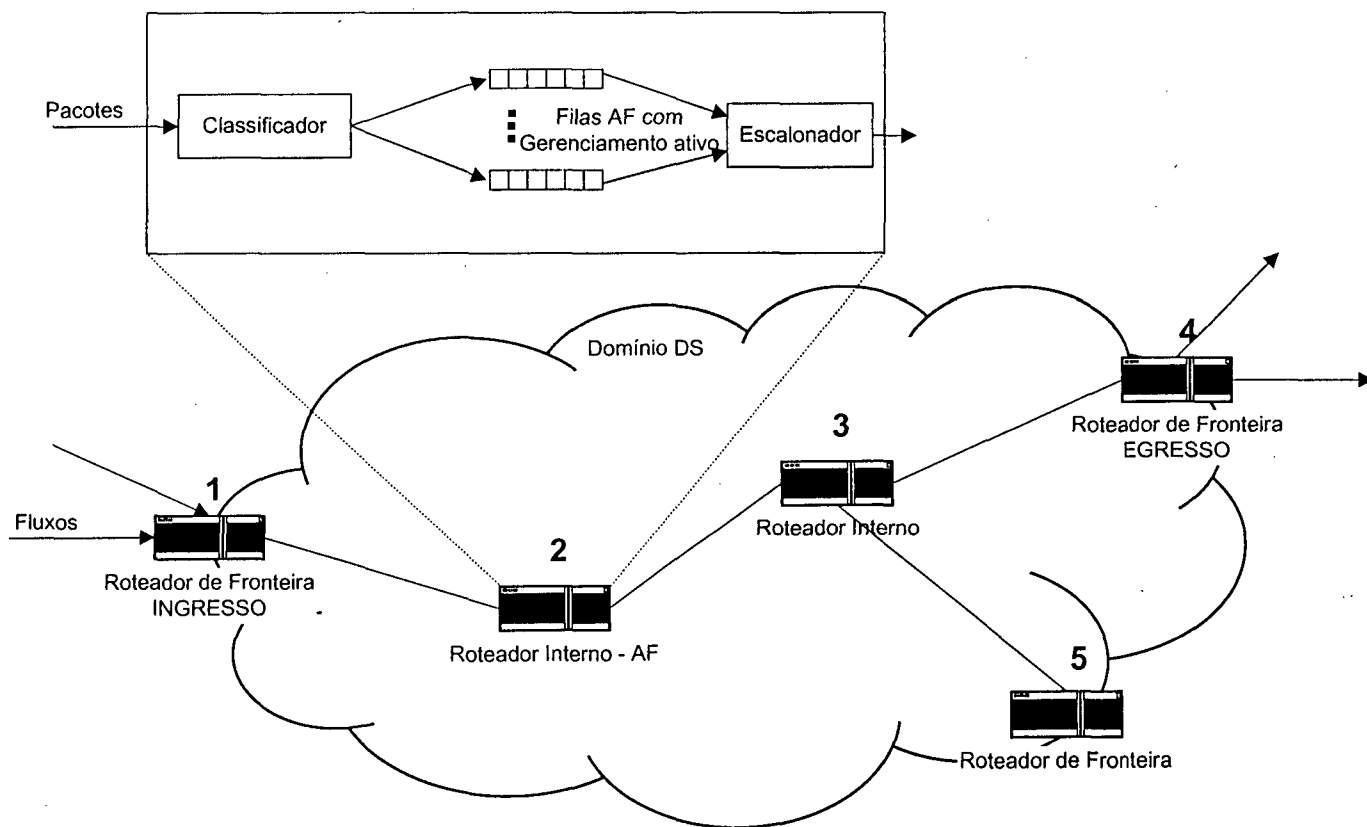 Pacotes
Classificador
Filas AF com
Gerenciamento ativo
Escalonador
Domínio DS
4
Roteador de Fronteira
EGRESSO
3
Roteador Interno
1
Fluxos
Roteador de Fronteira
INGRESSO
2
Roteador Interno - AF
5
Roteador de Fronteira